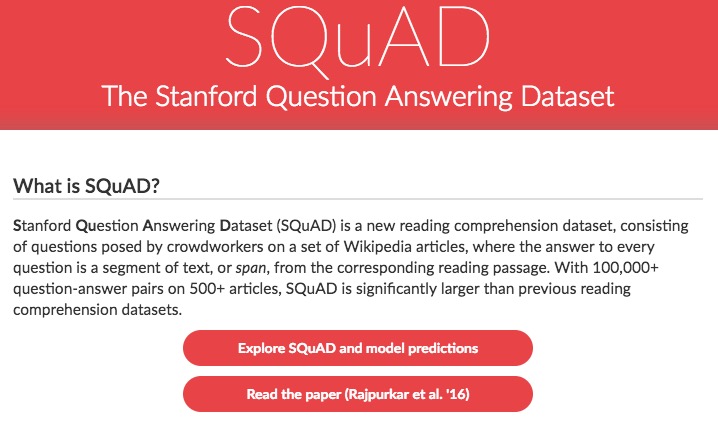 SQuAD
The Stanford Question Answering Dataset
What is SQuAD?
Stanford Question Answering Dataset (SQuAD) is a new reading comprehension dataset, consisting
of questions posed by crowdworkers on a set of Wikipedia articles, where the answer to every
question is a segment of text, or span, from the corresponding reading passage. With 100,000+
question-answer pairs on 500+ articles, SQuAD is significantly larger than previous reading
comprehension datasets.
Explore SQuAD and model predictions
Read the paper (Rajpurkar et al. '16)